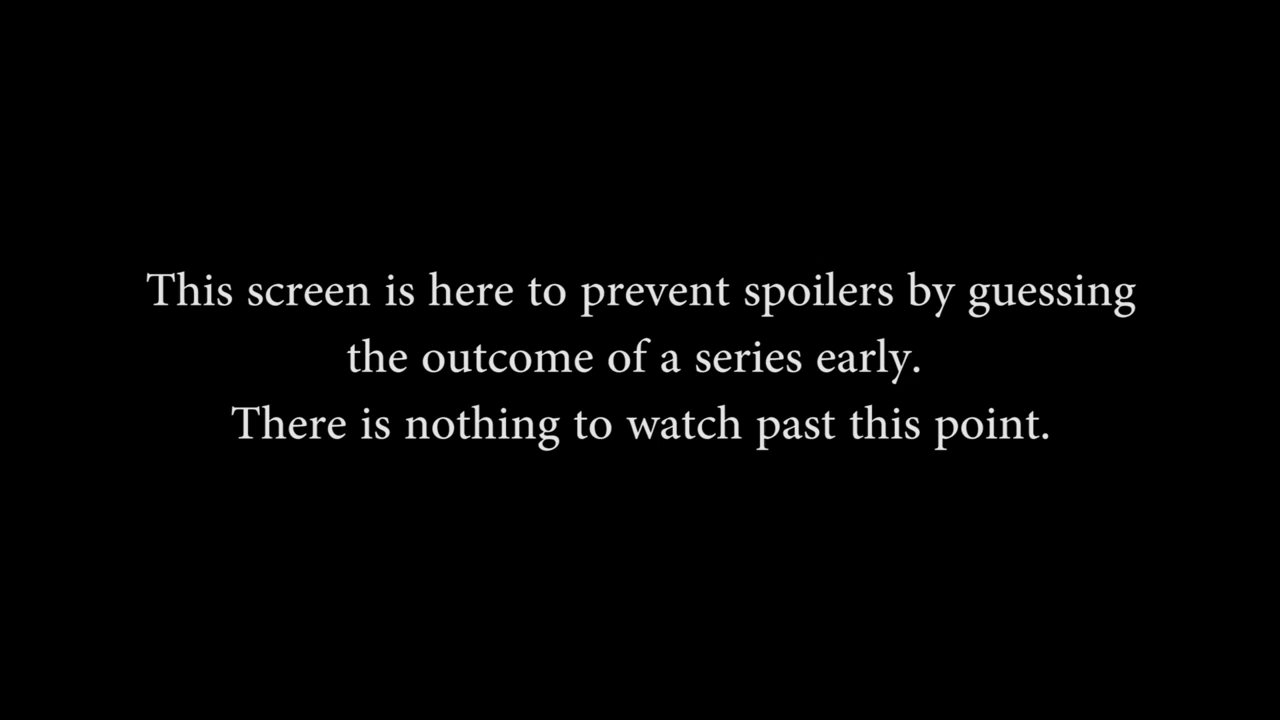 This screen is here to prevent spoilers by guessing
the outcome of a series early.
There is nothing to watch past this point.